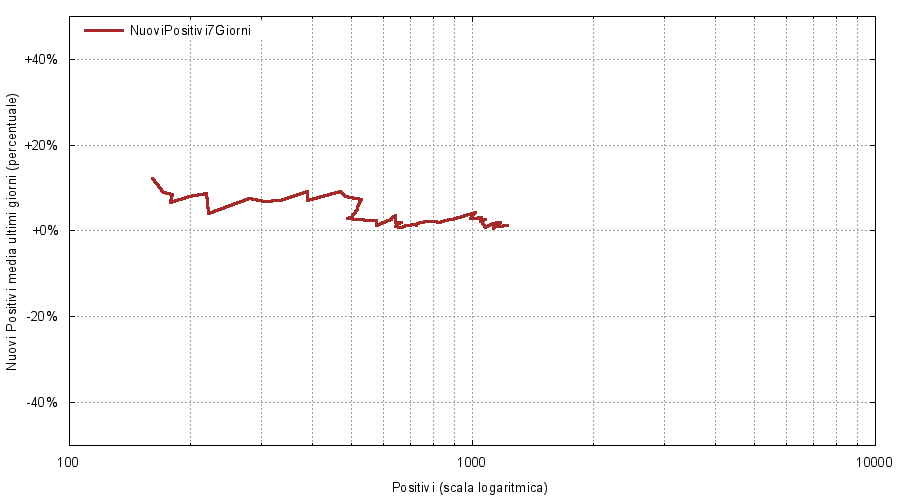 NuoviPositivi7Giorni
+40%
+20%
+0%
-20%
-40%
Nuovi Positivi media ultimi giorni (percentuale)
100
1000
10000
Positivi (scala logaritmica)